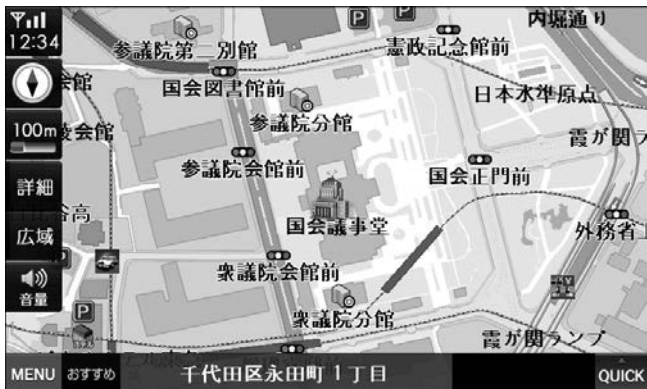 12:34
100m
詳細
広域
音量
内堀通り
参議院第二別館
憲政記念館前
会館
国会図書館前
日本水準原点
参議院分館
霞が関ラ
参議院会館前
国会正門前
国会議事堂
外務省上
衆議院会館前
衆議院分館
霞が関ランプ
P
P
P
MENU
おすすめ
千代田区永田町1丁目
QUICK